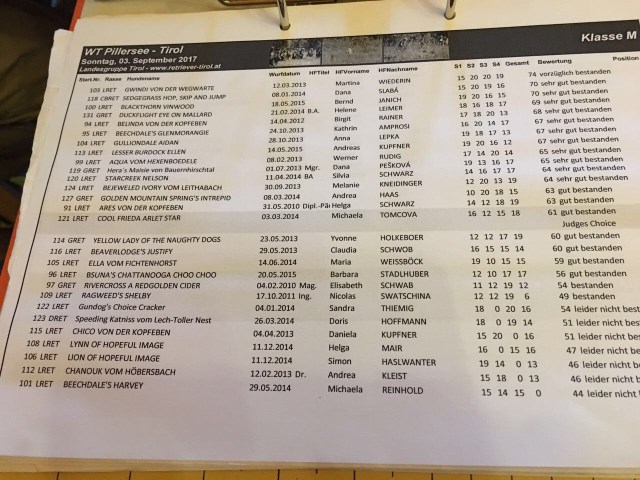 WT Pillersee - Tirol
Klasse M
Sonntag, 03. September 2017
Landesgruppe Tirol - www.retriever-tirol.at
Start.Nr. Rasse Hundename Wurfdatum HFTitel HFVorname HFNachname S1 S2 S3 S4 Gesamt Bewertung Position
103 LRET GWINDI VON DER WEGWARTE 12.03.2013 Martina WIEDERIN 15 20 20 19 74 vorzüglich bestanden
118 CBRET SEDGEGRASS HOP, SKIP AND JUMP 08.01.2014 Dana SLABÁ 15 20 19 16 70 sehr gut bestanden
100 LRET BLACKTHORN VINWOOD 18.05.2015 Bernd JANICH 19 20 16 15 70 sehr gut bestanden
131 GRET DUCKFLIGHT EYE ON MALLARD 21.02.2014 B.A. Helene LEIMER 18 16 18 17 69 sehr gut bestanden
94 LRET BELINDA VON DER KOPFEBEN 14.04.2012 Birgit RAINER 17 18 20 13 68 sehr gut bestanden
95 LRET BEECHDALE'S GLENMORANGIE 24.10.2013 Kathrin AMPROSI 16 20 14 17 67 sehr gut bestanden
104 LRET GULLIONDALE AIDAN 28.10.2013 Anna LEPKA 19 18 17 13 67 sehr gut bestanden
113 LRET LESSER BURDOCK ELLEN 14.05.2015 Andreas KUPFNER 19 20 16 12 67 sehr gut bestanden
99 LRET AQUA VOM HEXENBOEDELE 08.02.2013 Werner RUDIG 17 14 20 14 65 sehr gut bestanden
119 GRET Hera´s Maisie von Bauernhirschtal 01.07.2013 Mgr. Dana PEŠKOVÁ 19 13 16 17 65 sehr gut bestanden
120 LRET STARCREEK NELSON 11.04.2014 BA Silvia SCHWARZ 14 16 17 17 64 sehr gut bestanden
124 LRET BEJEWELED IVORY VOM LEITHABACH 30.09.2013 Melanie KNEIDINGER 12 20 13 19 64 sehr gut bestanden
127 GRET GOLDEN MOUNTAIN SPRING'S INTREPID 08.03.2014 Andrea HAAS 10 20 18 15 63 gut bestanden
91 LRET ARES VON DER KOPFEBEN 31.05.2010 Dipl.-Pä Helga SCHWARZ 14 12 18 19 63 gut bestanden
121 LRET COOL FRIEDA ARLET STAR 03.03.2014 Michaela TOMCOVA 16 12 15 18 61 gut bestanden
Judges Choice
114 GRET YELLOW LADY OF THE NAUGHTY DOGS 23.05.2013 Yvonne HOLKEBOER 12 12 17 19 60 gut bestanden
116 LRET BEAVERLODGE'S JUSTIFY 29.05.2013 Claudia SCHWOB 16 15 15 14 60 gut bestanden
105 LRET ELLA VOM FICHTENHORST 14.06.2014 Maria WEISSBÖCK 19 10 15 15 59 gut bestanden
96 LRET BSUNA'S CHATTANOOGA CHOO CHOO 20.05.2015 Barbara STADLHUBER 12 10 17 17 56 gut bestanden
97 GRET RIVERCROSS A REDGOLDEN CIDER 04.02.2010 Mag. Elisabeth SCHWAB 11 12 19 12 54 bestanden
109 LRET RAGWEED'S SHELBY 17.10.2011 Ing. Nicolas SWATSCHINA 12 12 19 6 49 bestanden
122 LRET Gundog's Choice Cracker 04.01.2014 Sandra THIEMIG 18 0 20 16 54 leider nicht best
123 DRET Speeding Katniss vom Lech-Toller Nest 26.03.2014 Doris HOFFMANN 18 0 19 14 51 leider nicht best
115 LRET CHICO VON DER KOPFEBEN 04.04.2014 Daniela KUPFNER 15 20 0 16 51 leider nicht best
108 LRET LYNN OF HOPEFUL IMAGE 11.12.2014 Helga MAIR 16 0 15 16 47 leider nicht best
106 LRET LION OF HOPEFUL IMAGE 11.12.2014 Simon HASLWANTER 19 14 0 13 46 leider nicht best
112 LRET CHANOUK VOM HÖBERSBACH 12.02.2013 Dr. Andrea KLEIST 15 18 0 13 46 leider nicht best
101 LRET BEECHDALE'S HARVEY 29.05.2014 Michaela REINHOLD 15 14 15 0 44 leider nicht best